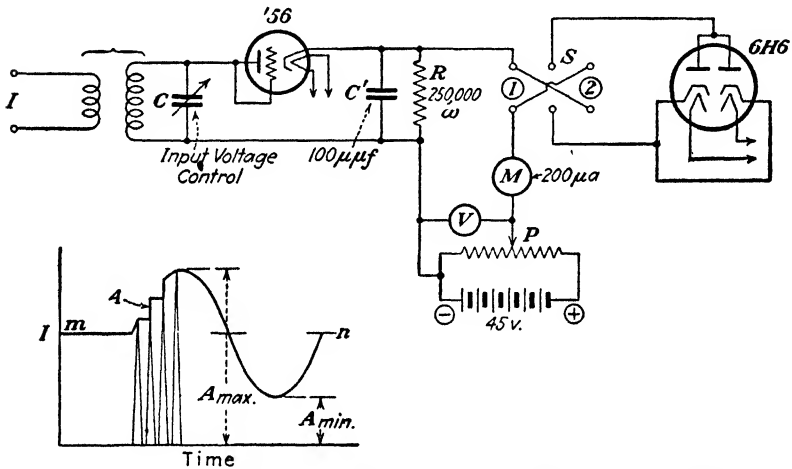 '56
6H6
S
I
C
C'
R
250,000
ω
1
2
Input Voltage
Control
100μμf
M
200μa
V
P
−
+
45 v.
A
I
m
n
Amax.
Amin.
Time